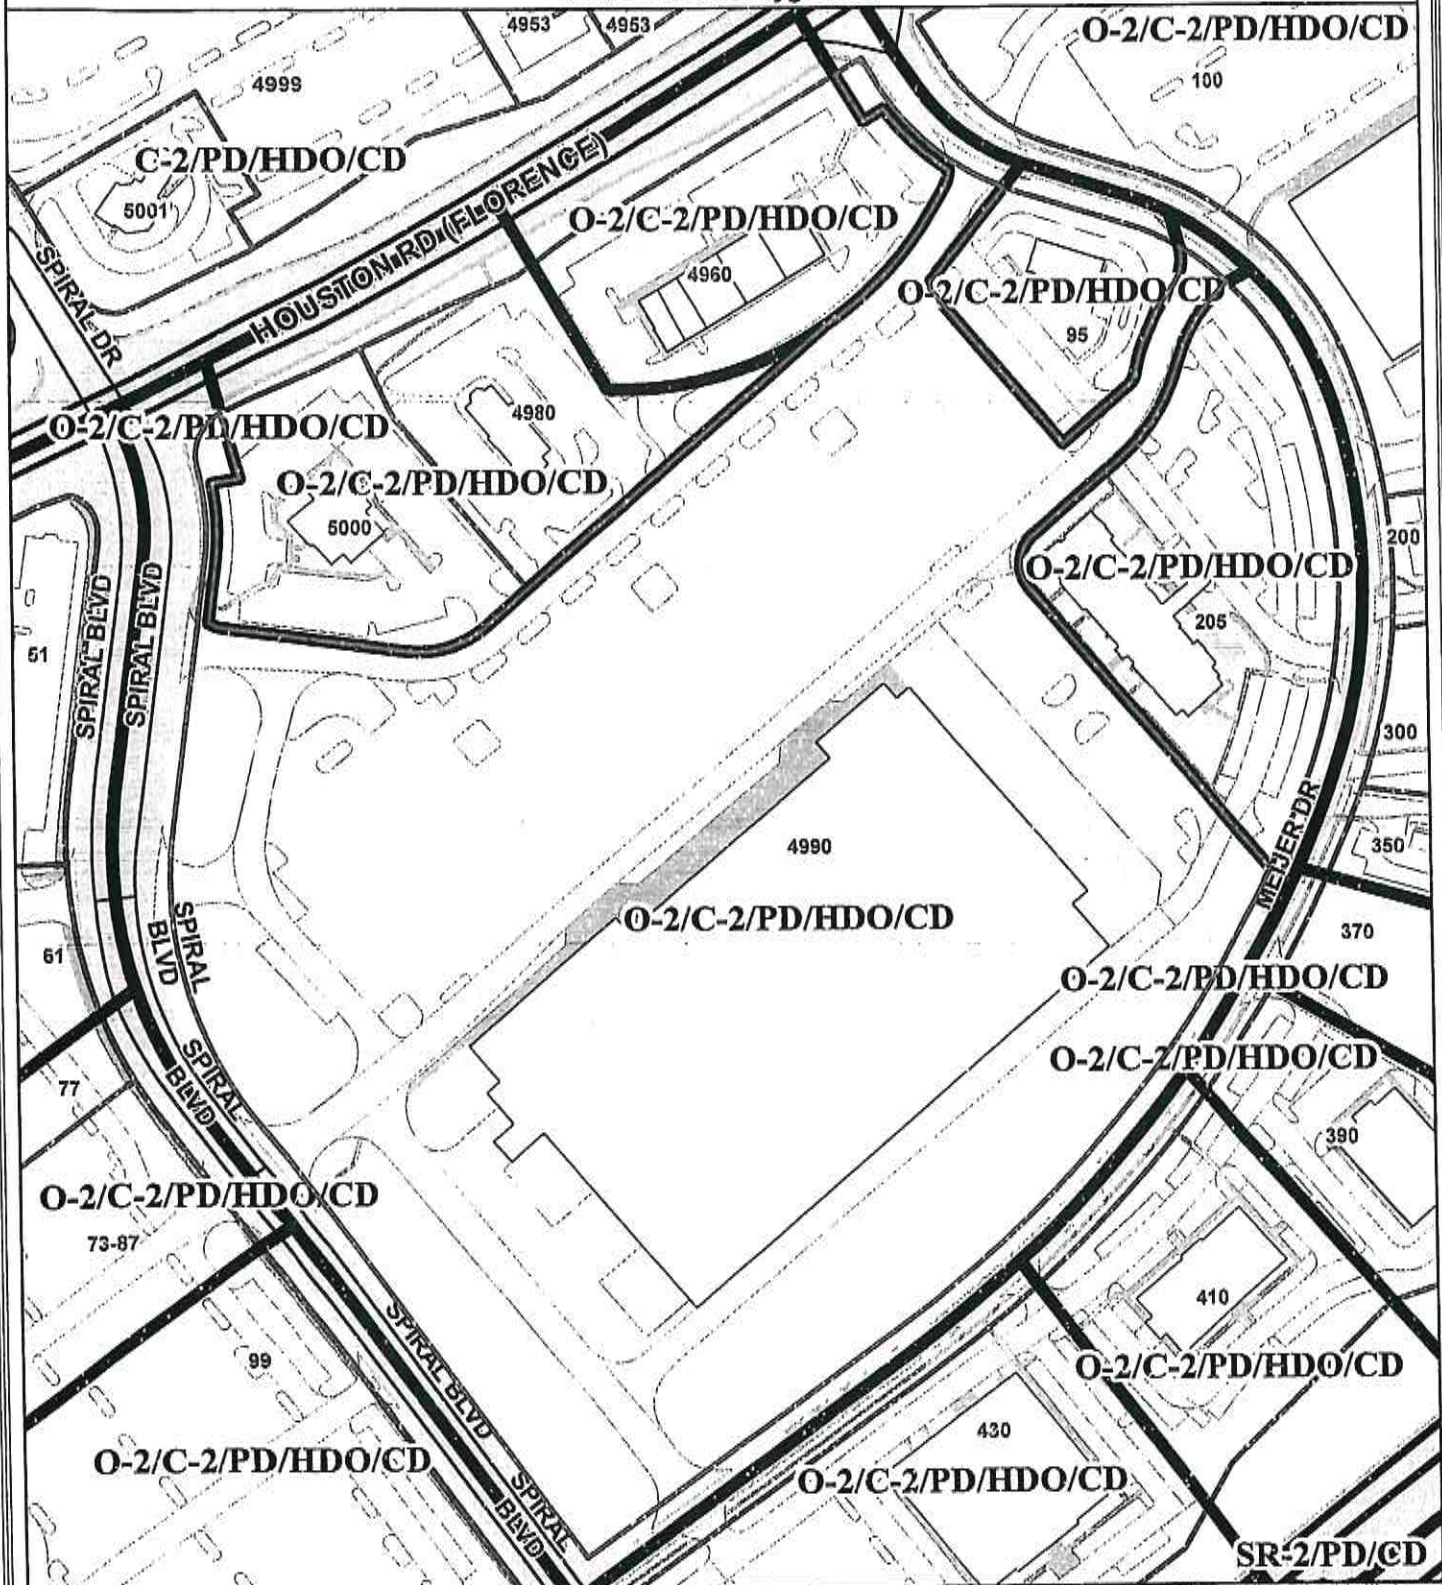 4953
4953
O-2/C-2/PD/HDO/CD
4999
100
C-2/PD/HDO/CD
5001
HOUSTON RD (FLORENCE)
O-2/C-2/PD/HDO/CD
4960
SPIRAL DR
O-2/C-2/PD/HDO/CD
95
O-2/C-2/PD/HDO/CD
4980
O-2/C-2/PD/HDO/CD
5000
200
O-2/C-2/PD/HDO/CD
205
51
SPIRAL BLVD
SPIRAL BLVD
300
4990
350
MEIJER DR
O-2/C-2/PD/HDO/CD
370
SPIRAL
BLVD
61
O-2/C-2/PD/HDO/CD
O-2/C-2/PD/HDO/CD
77
SPIRAL
BLVD
390
O-2/C-2/PD/HDO/CD
73-87
410
99
SPIRAL BLVD
O-2/C-2/PD/HDO/CD
430
O-2/C-2/PD/HDO/CD
O-2/C-2/PD/HDO/CD
SPIRAL
BLVD
SR-2/PD/CD